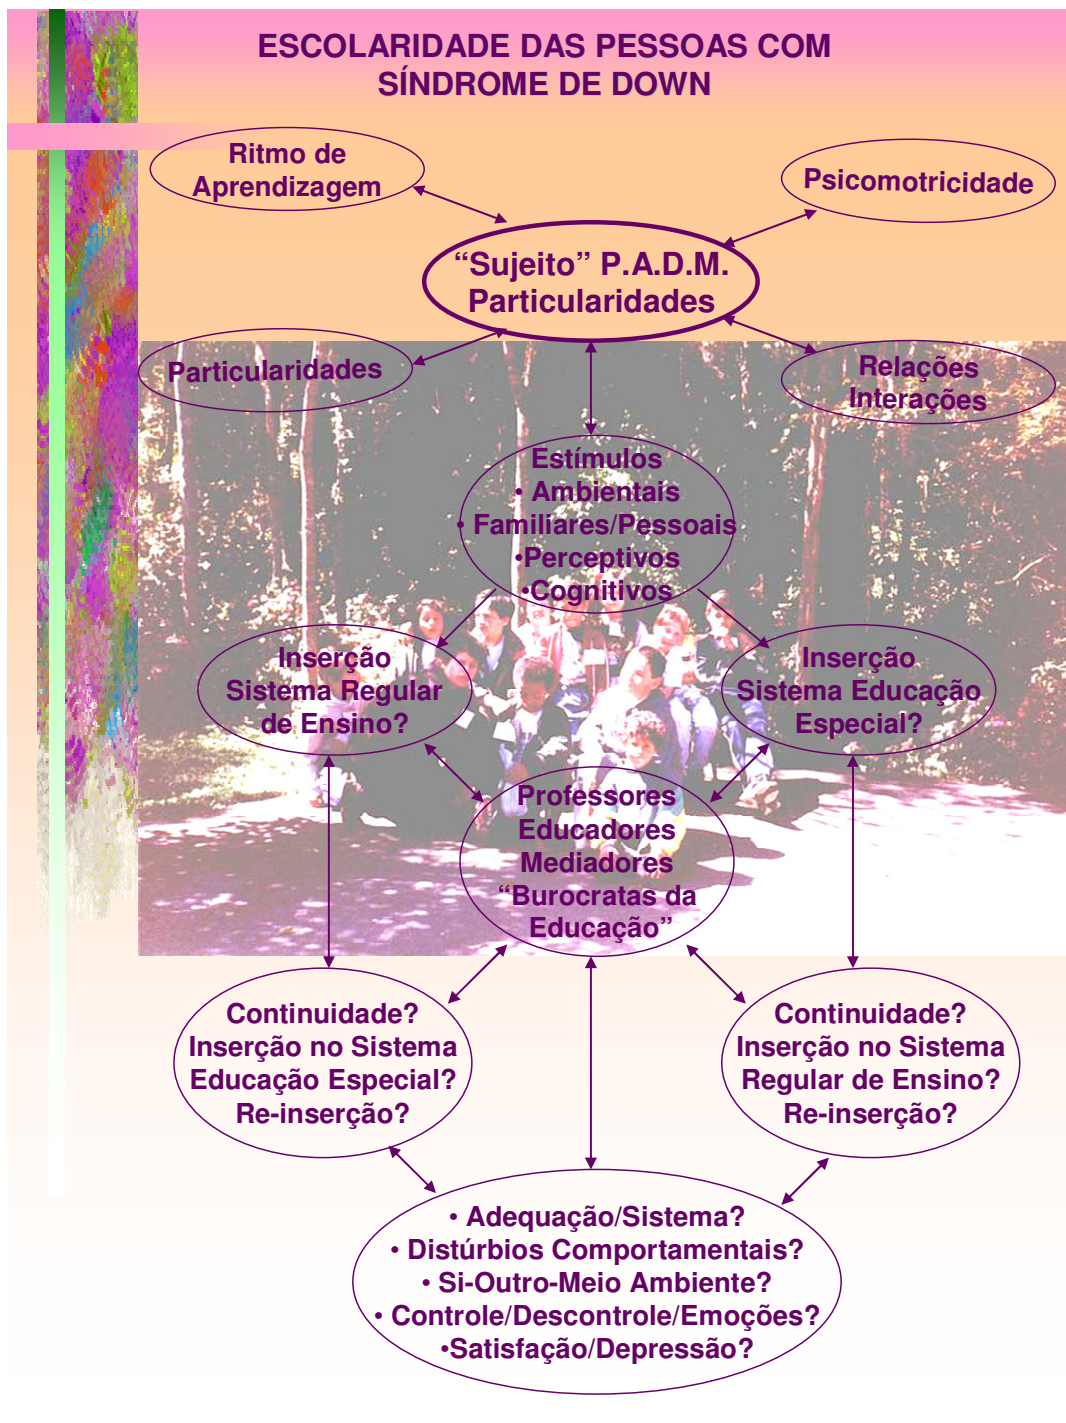 ESCOLARIDADE DAS PESSOAS COM
SÍNDROME DE DOWN
Ritmo de
Aprendizagem
Psicomotricidade
“Sujeito” P.A.D.M.
Particularidades
Particularidades
Relações
Interações
Estímulos
• Ambientais
• Familiares/Pessoais
•Perceptivos
•Cognitivos
Inserção
Sistema Regular
de Ensino?
Inserção
Sistema Educação
Especial?
Professores
Educadores
Mediadores
“Burocratas da
Educação”
Continuidade?
Inserção no Sistema
Educação Especial?
Re-inserção?
Continuidade?
Inserção no Sistema
Regular de Ensino?
Re-inserção?
• Adequação/Sistema?
• Distúrbios Comportamentais?
• Si-Outro-Meio Ambiente?
• Controle/Descontrole/Emoções?
•Satisfação/Depressão?